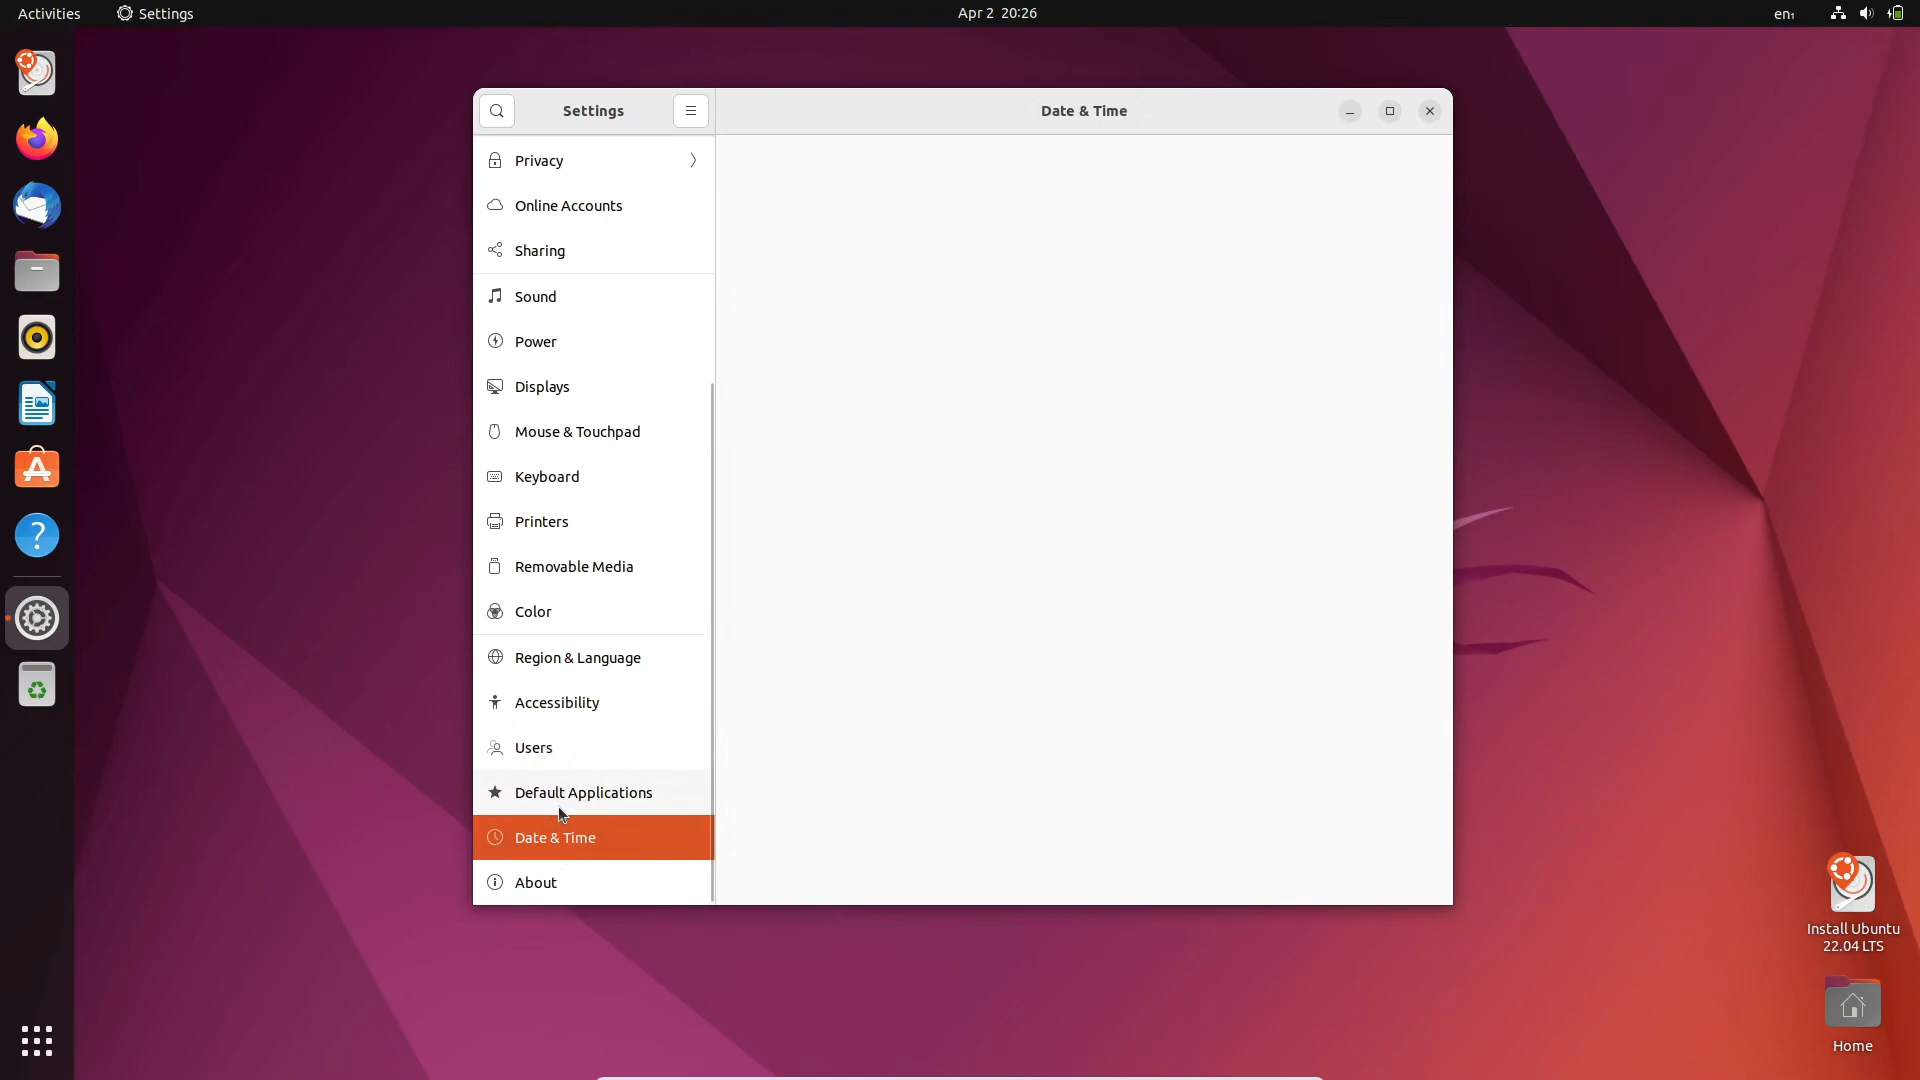 Activities
Settings
Apr 2 20:26
en₁
Settings
Date & Time
Privacy
Online Accounts
Sharing
Sound
Power
Displays
Mouse & Touchpad
Keyboard
Printers
Removable Media
Color
Region & Language
Accessibility
Users
Default Applications
Date & Time
About
Install Ubuntu
22.04 LTS
Home